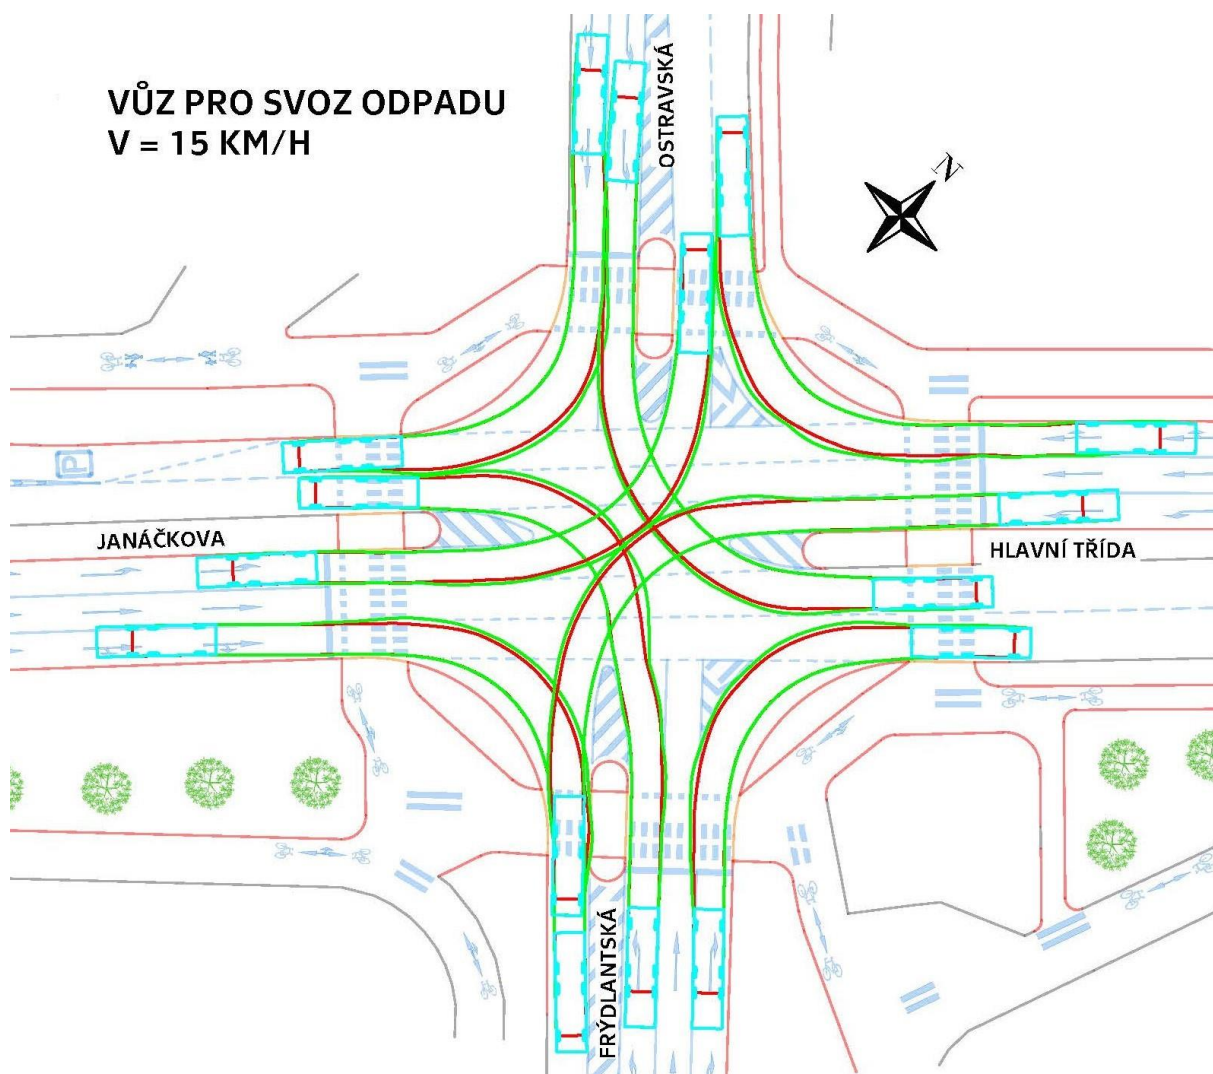 VŮZ PRO SVOZ ODPADU
V = 15 KM/H
OSTRAVSKÁ
N
P
JANÁČKOVA
HLAVNÍ TŘÍDA
FRÝDLANTSKÁ